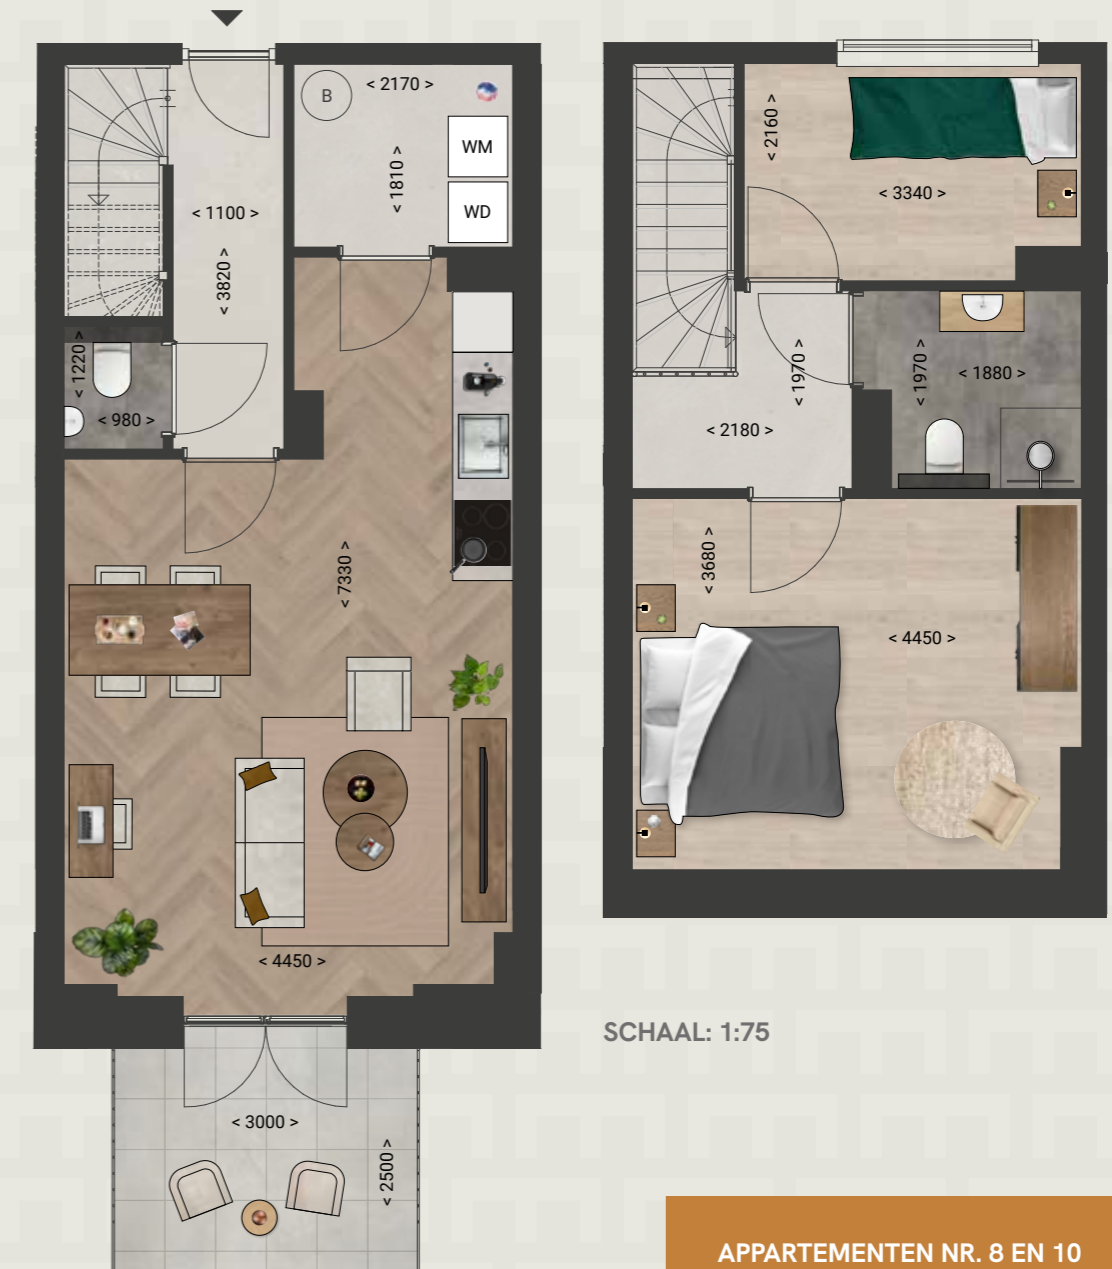 B
< 2170 >
WM
< 1810 >
WD
< 1100 >
< 3820 >
< 1220 >
< 980 >
< 7330 >
< 4450 >
< 3000 >
< 2500 >
< 2160 >
< 3340 >
< 1970 >
< 1970 >
< 1880 >
< 2180 >
< 3680 >
< 4450 >
SCHAAL: 1:75
APPARTEMENTEN NR. 8 EN 10